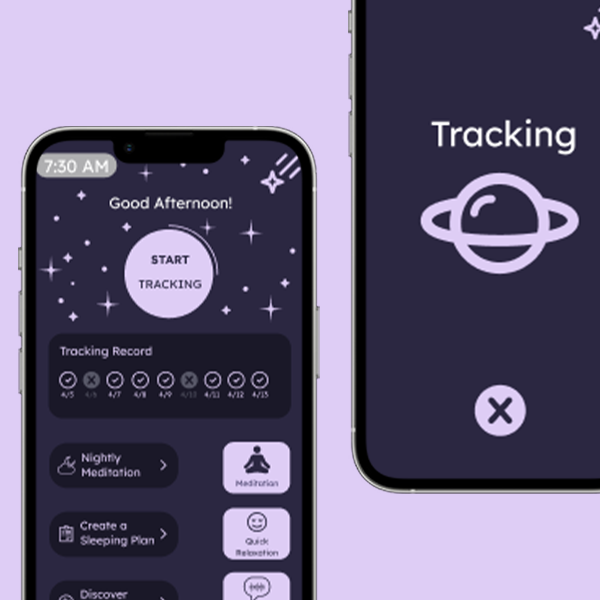 7:30 AM
Good Afternoon!
START
TRACKING
Tracking Record
4/5 4/6 4/7 4/8 4/9 4/10 4/11 4/12 4/13
Nightly
Meditation
Meditation
Create a
Sleeping Plan
Quick
Relaxation
Discover
Tracking